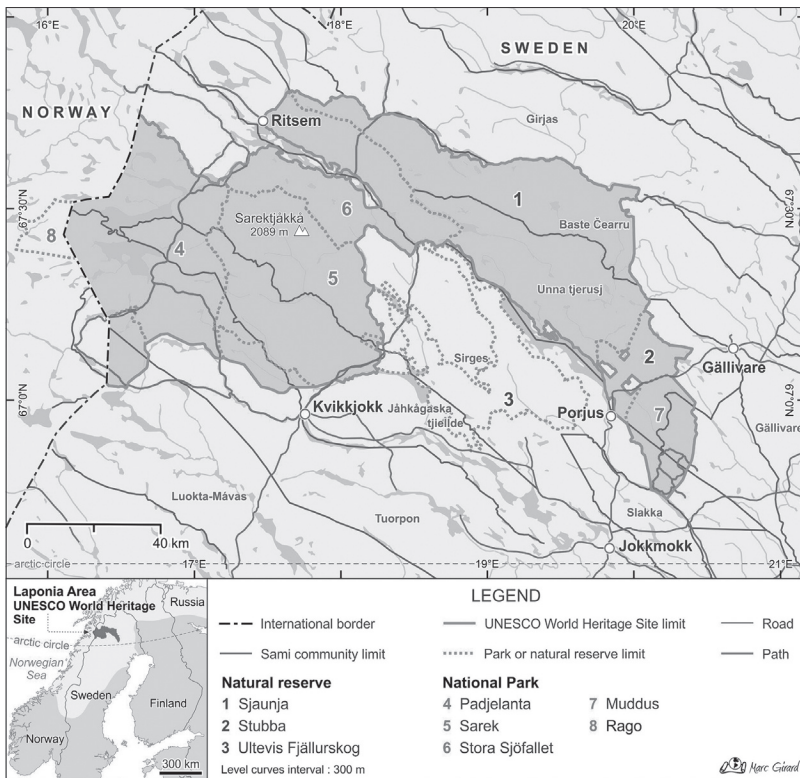 16°E
18°E
20°E
SWEDEN
NORWAY
Ritsem
Girjas
67°30'N
67°30'N
1
6
Sarektjåkkå
2089 m
Baste Čearru
8
4
5
Unna tjerusj
2
Sirges
Gällivare
67°0'N
67°0'N
3
7
Kvikkjokk
Jåhkågaska
tjiellde
Porjus
Gällivare
Luokta-Mávas
Slakka
Tuorpon
0
40 km
Jokkmokk
arctic circle
17°E
19°E
21°E
Laponia Area
UNESCO World Heritage
Site
Russia
arctic circle
Norwegian
Sea
Sweden
Finland
Norway
300 km
LEGEND
International border
UNESCO World Heritage Site limit
Road
Sami community limit
Park or natural reserve limit
Path
Natural reserve
1 Sjaunja
2 Stubba
3 Ultevis Fjällurskog
National Park
4 Padjelanta
5 Sarek
6 Stora Sjöfallet
7 Muddus
8 Rago
Level curves interval : 300 m
Marc Girard